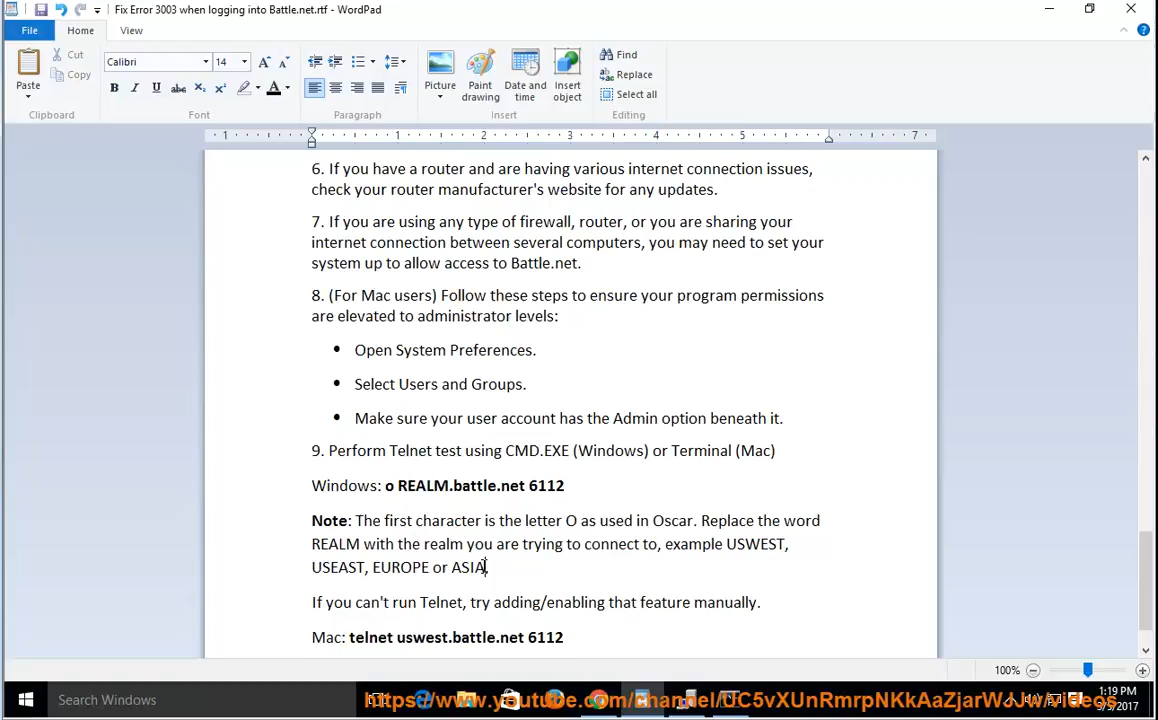 Fix Error 3003 when logging into Battle.net.rtf - WordPad
File Home View
Paste
Cut
Copy
Clipboard
Calibri 14
Font
Paragraph
Picture
Paint drawing
Date and time
Insert object
Insert
Find
Replace
Select all
Editing
1 1 2 3 4 5 7
6. If you have a router and are having various internet connection issues,
check your router manufacturer's website for any updates.
7. If you are using any type of firewall, router, or you are sharing your
internet connection between several computers, you may need to set your
system up to allow access to Battle.net.
8. (For Mac users) Follow these steps to ensure your program permissions
are elevated to administrator levels:
• Open System Preferences.
• Select Users and Groups.
• Make sure your user account has the Admin option beneath it.
9. Perform Telnet test using CMD.EXE (Windows) or Terminal (Mac)
Windows: o REALM.battle.net 6112
Note: The first character is the letter O as used in Oscar. Replace the word
REALM with the realm you are trying to connect to, example USWEST,
USEAST, EUROPE or ASIA.
If you can't run Telnet, try adding/enabling that feature manually.
Mac: telnet uswest.battle.net 6112
100%
Search Windows
1:19 PM